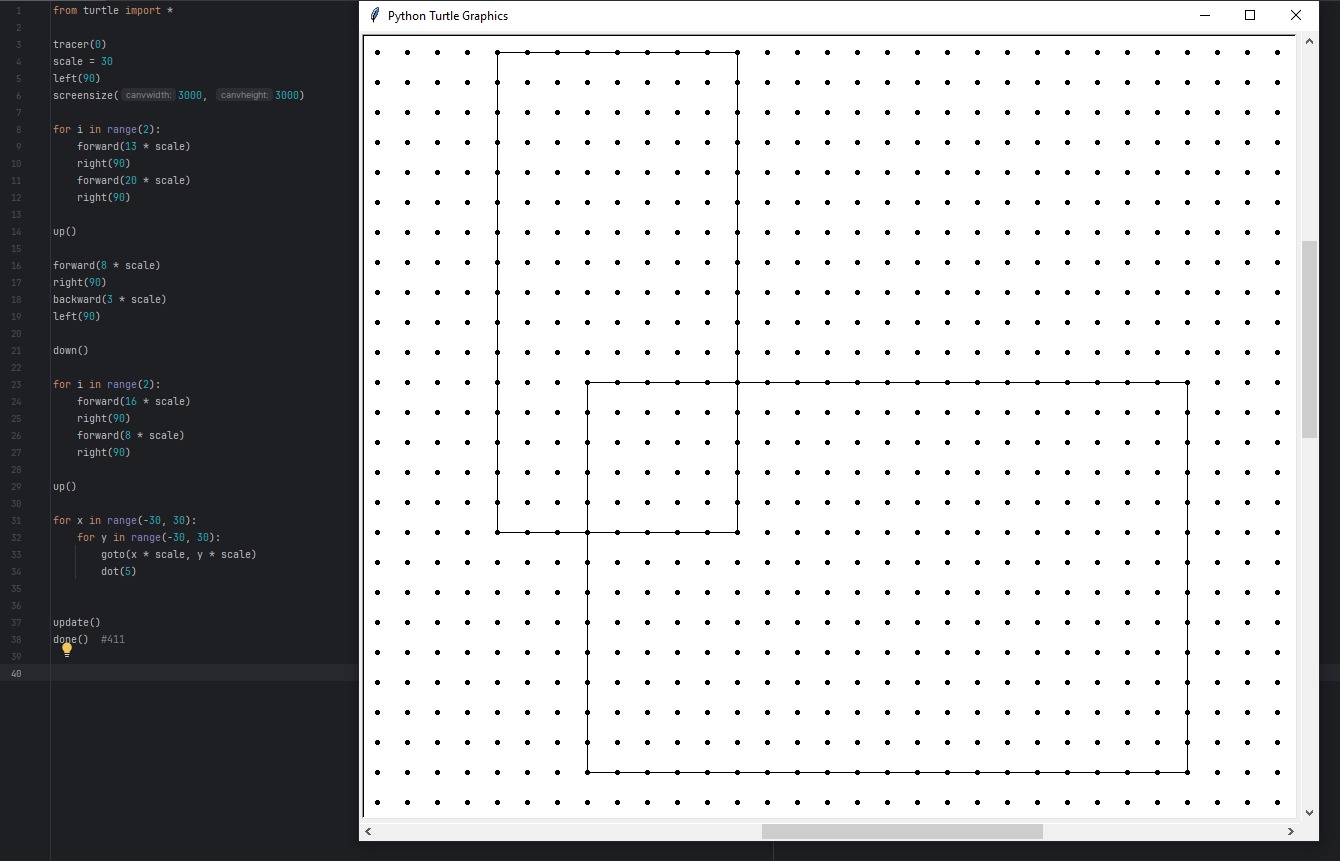 Python Turtle Graphics
1 from turtle import *
2
3 tracer(0)
4 scale = 30
5 left(90)
6 screensize( canvwidth: 3000, canvheight: 3000)
7
8 for i in range(2):
9     forward(13 * scale)
10     right(90)
11     forward(20 * scale)
12     right(90)
13
14 up()
15
16 forward(8 * scale)
17 right(90)
18 backward(3 * scale)
19 left(90)
20
21 down()
22
23 for i in range(2):
24     forward(16 * scale)
25     right(90)
26     forward(8 * scale)
27     right(90)
28
29 up()
30
31 for x in range(-30, 30):
32     for y in range(-30, 30):
33         goto(x * scale, y * scale)
34         dot(5)
35
36
37 update()
38 done()  #411
39
40